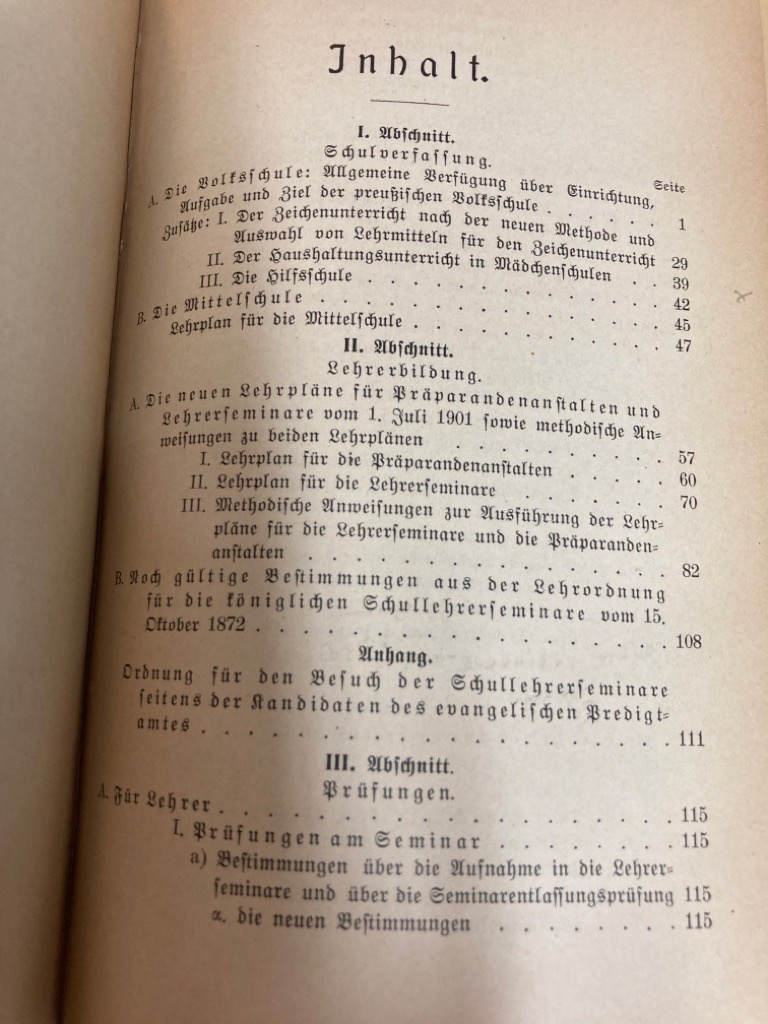 Inhalt.
I. Abschnitt.
Schulverfassung.
Seite
A. Die Volksschule: Allgemeine Verfügung über Einrichtung,
Aufgabe und Ziel der preußischen Volksschule . . . . . . 1
Zusätze: I. Der Zeichenunterricht nach der neuen Methode und
Auswahl von Lehrmitteln für den Zeichenunterricht 29
II. Der Haushaltungsunterricht in Mädchenschulen . . 39
III. Die Hilfsschule . . . . . . . . . . . . . 42
B. Die Mittelschule . . . . . . . . . . . . . . 45
Lehrplan für die Mittelschule . . . . . . . . . . 47
II. Abschnitt.
Lehrerbildung.
A. Die neuen Lehrpläne für Präparandenanstalten und
Lehrerseminare vom 1. Juli 1901 sowie methodische An-
weisungen zu beiden Lehrplänen . . . . . . . . 57
I. Lehrplan für die Präparandenanstalten . . . . 60
II. Lehrplan für die Lehrerseminare . . . . . . 70
III. Methodische Anweisungen zur Ausführung der Lehr-
pläne für die Lehrerseminare und die Präparanden-
anstalten . . . . . . . . . . . . . . . 82
B. Noch gültige Bestimmungen aus der Lehrordnung
für die königlichen Schullehrerseminare vom 15.
Oktober 1872 . . . . . . . . . . . . . . . . 108
Anhang.
Ordnung für den Besuch der Schullehrerseminare
seitens der Kandidaten des evangelischen Predigt-
amtes . . . . . . . . . . . . . . . . . . . 111
III. Abschnitt.
Prüfungen.
A. Für Lehrer . . . . . . . . . . . . . . . . . 115
I. Prüfungen am Seminar . . . . . . . . 115
a) Bestimmungen über die Aufnahme in die Lehrer-
seminare und über die Seminarentlassungsprüfung 115
α. die neuen Bestimmungen . . . . . . . 115